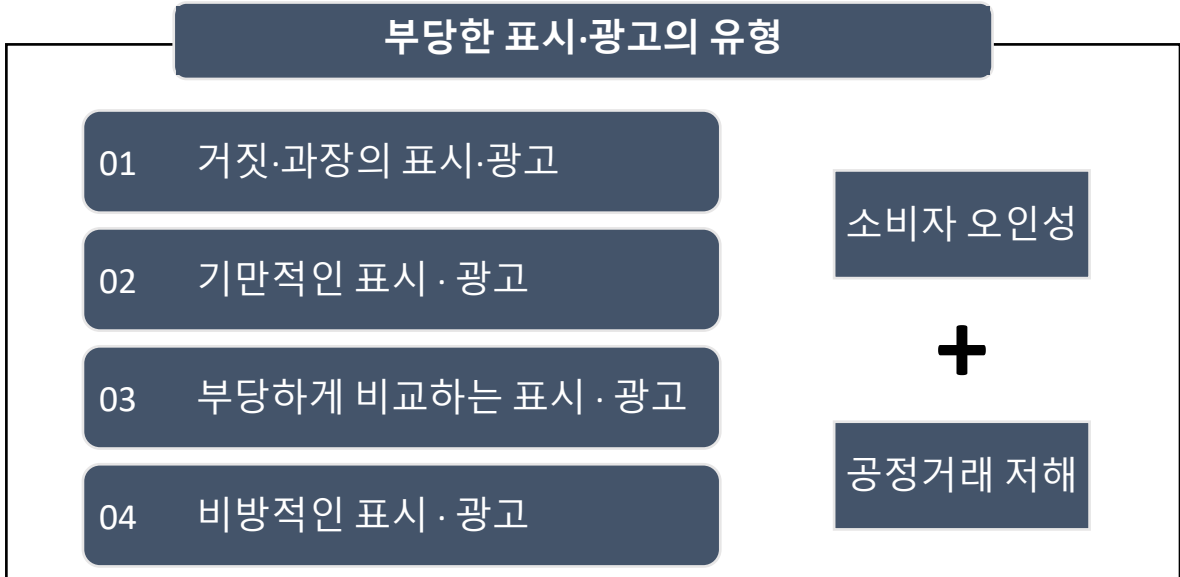 부당한 표시·광고의 유형
01 거짓·과장의 표시·광고
02 기만적인 표시 · 광고
03 부당하게 비교하는 표시 · 광고
04 비방적인 표시 · 광고
소비자 오인성
+
공정거래 저해